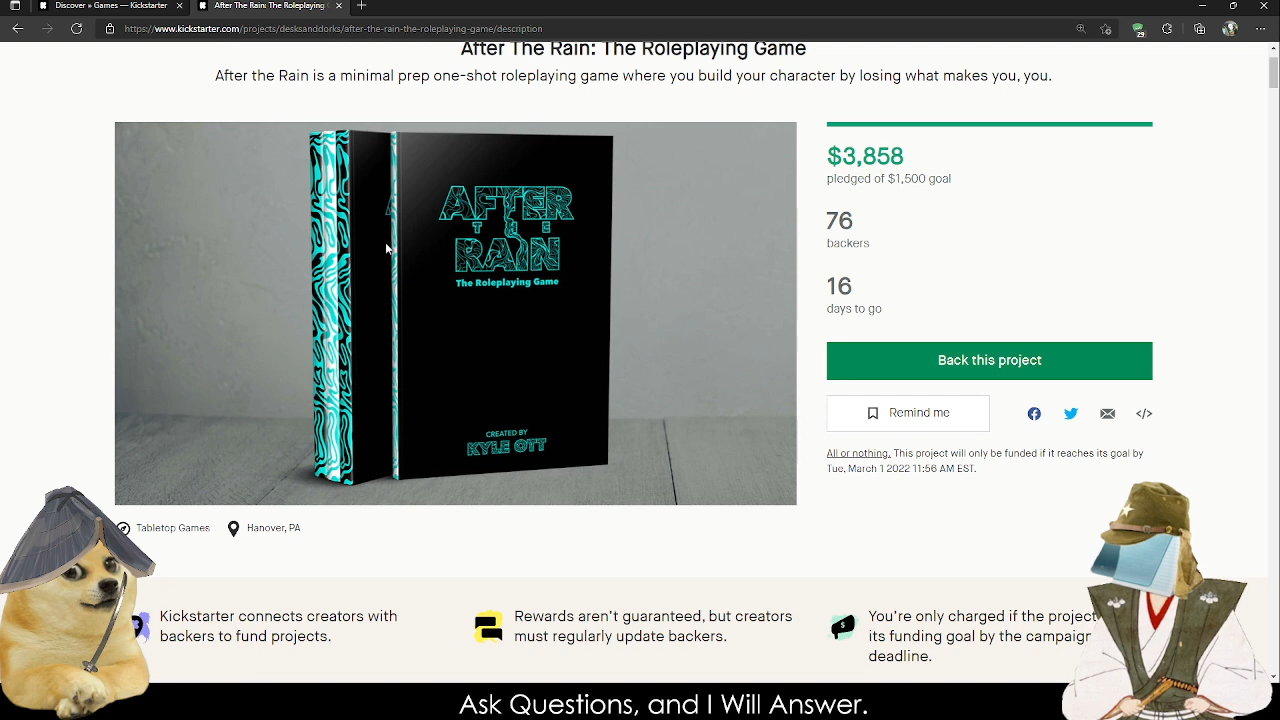 Discover » Games — Kickstarter
After The Rain: The Roleplaying
https://www.kickstarter.com/projects/desksanddorks/after-the-rain-the-roleplaying-game/description
After The Rain: The Roleplaying Game
After the Rain is a minimal prep one-shot roleplaying game where you build your character by losing what makes you, you.
AFTER
THE
RAIN
The Roleplaying Game
CREATED BY
KYLE OTT
$3,858
pledged of $1,500 goal
76
backers
16
days to go
Back this project
Remind me
All or nothing. This project will only be funded if it reaches its goal by
Tue, March 1 2022 11:56 AM EST.
Tabletop Games
Hanover, PA
Kickstarter connects creators with
backers to fund projects.
Rewards aren't guaranteed, but creators
must regularly update backers.
You're only charged if the project
its funding goal by the campaign
deadline.
Ask Questions, and I Will Answer.